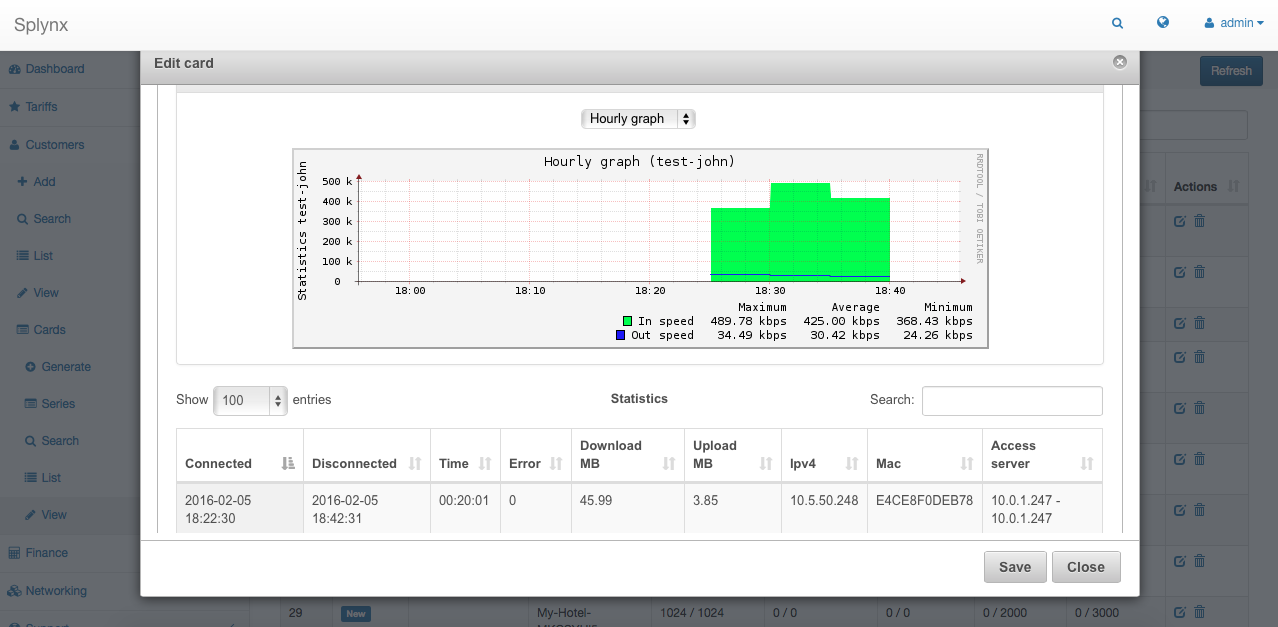 Splynx
admin
Dashboard
Tariffs
Customers
Add
Search
List
View
Cards
Generate
Series
Search
List
View
Finance
Networking
Edit card
Refresh
Actions
Hourly graph
Hourly graph (test-john)
Statistics test-john
RRDTOOL / TOBI OETIKER
500 k
400 k
300 k
200 k
100 k
0
18:00 18:10 18:20 18:30 18:40
Maximum Average Minimum
In speed 489.78 kbps 425.00 kbps 368.43 kbps
Out speed 34.49 kbps 30.42 kbps 24.26 kbps
Show 100 entries Statistics Search:
Connected Disconnected Time Error Download MB Upload MB Ipv4 Mac Access server
2016-02-05 2016-02-05 00:20:01 0 45.99 3.85 10.5.50.248 E4CE8F0DEB78 10.0.1.247 -
18:22:30 18:42:31 10.0.1.247
Save Close
29 New My-Hotel- 1024 / 1024 0 / 0 0 / 0 0 / 2000 0 / 3000